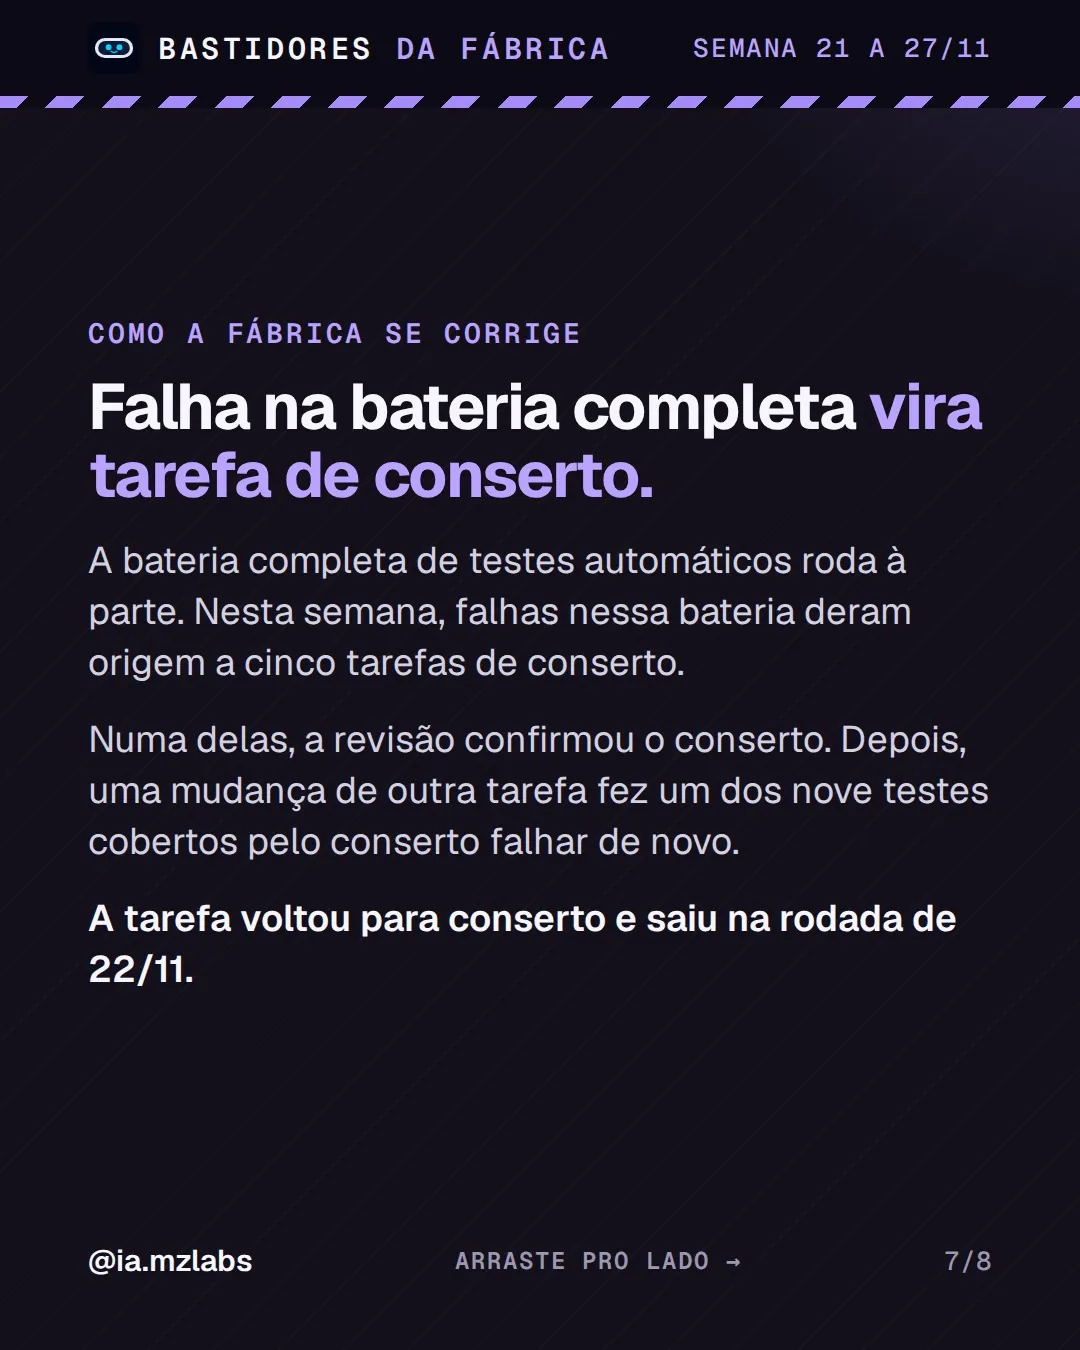 BASTIDORES DA FÁBRICA
SEMANA 21 A 27/11
COMO A FÁBRICA SE CORRIGE
Falha na bateria completa vira
tarefa de conserto.
A bateria completa de testes automáticos roda à
parte. Nesta semana, falhas nessa bateria deram
origem a cinco tarefas de conserto.
Numa delas, a revisão confirmou o conserto. Depois,
uma mudança de outra tarefa fez um dos nove testes
cobertos pelo conserto falhar de novo.
A tarefa voltou para conserto e saiu na rodada de
22/11.
@ia.mzlabs
ARRASTE PRO LADO →
7/8